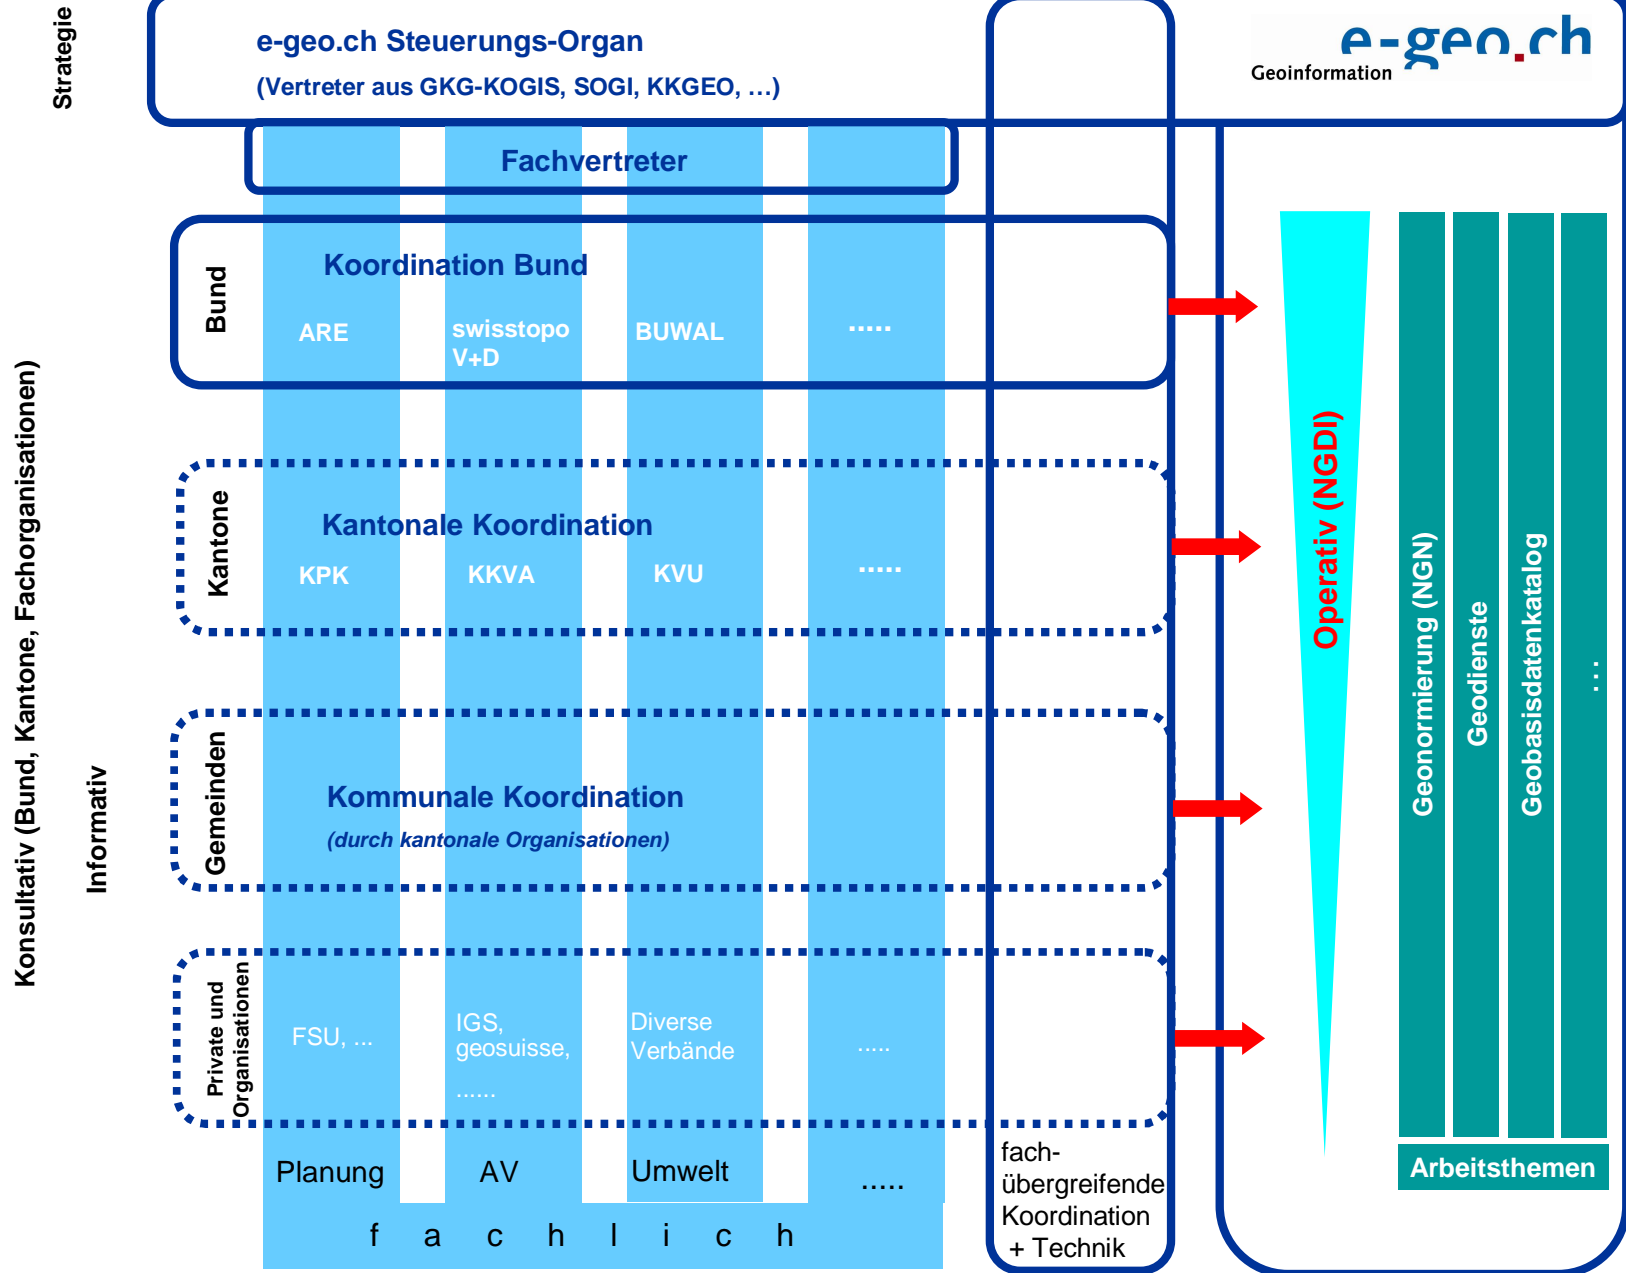 Strategie
e-geo.ch Steuerungs-Organ
(Vertreter aus GKG-KOGIS, SOGI, KKGEO, …)
e-geo.ch
Geoinformation
Fachvertreter
Konsultativ (Bund, Kantone, Fachorganisationen)
Informativ
Bund
Koordination Bund
ARE
swisstopo
V+D
BUWAL
.....
Kantone
Kantonale Koordination
KPK
KKVA
KVU
.....
Gemeinden
Kommunale Koordination
(durch kantonale Organisationen)
Private und
Organisationen
FSU, ...
IGS,
geosuisse,
......
Diverse
Verbände
.....
Planung
AV
Umwelt
.....
f a c h l i c h
fach-
übergreifende
Koordination
+ Technik
Operativ (NGDI)
Geonormierung (NGN)
Geodienste
Geobasisdatenkatalog
...
Arbeitsthemen